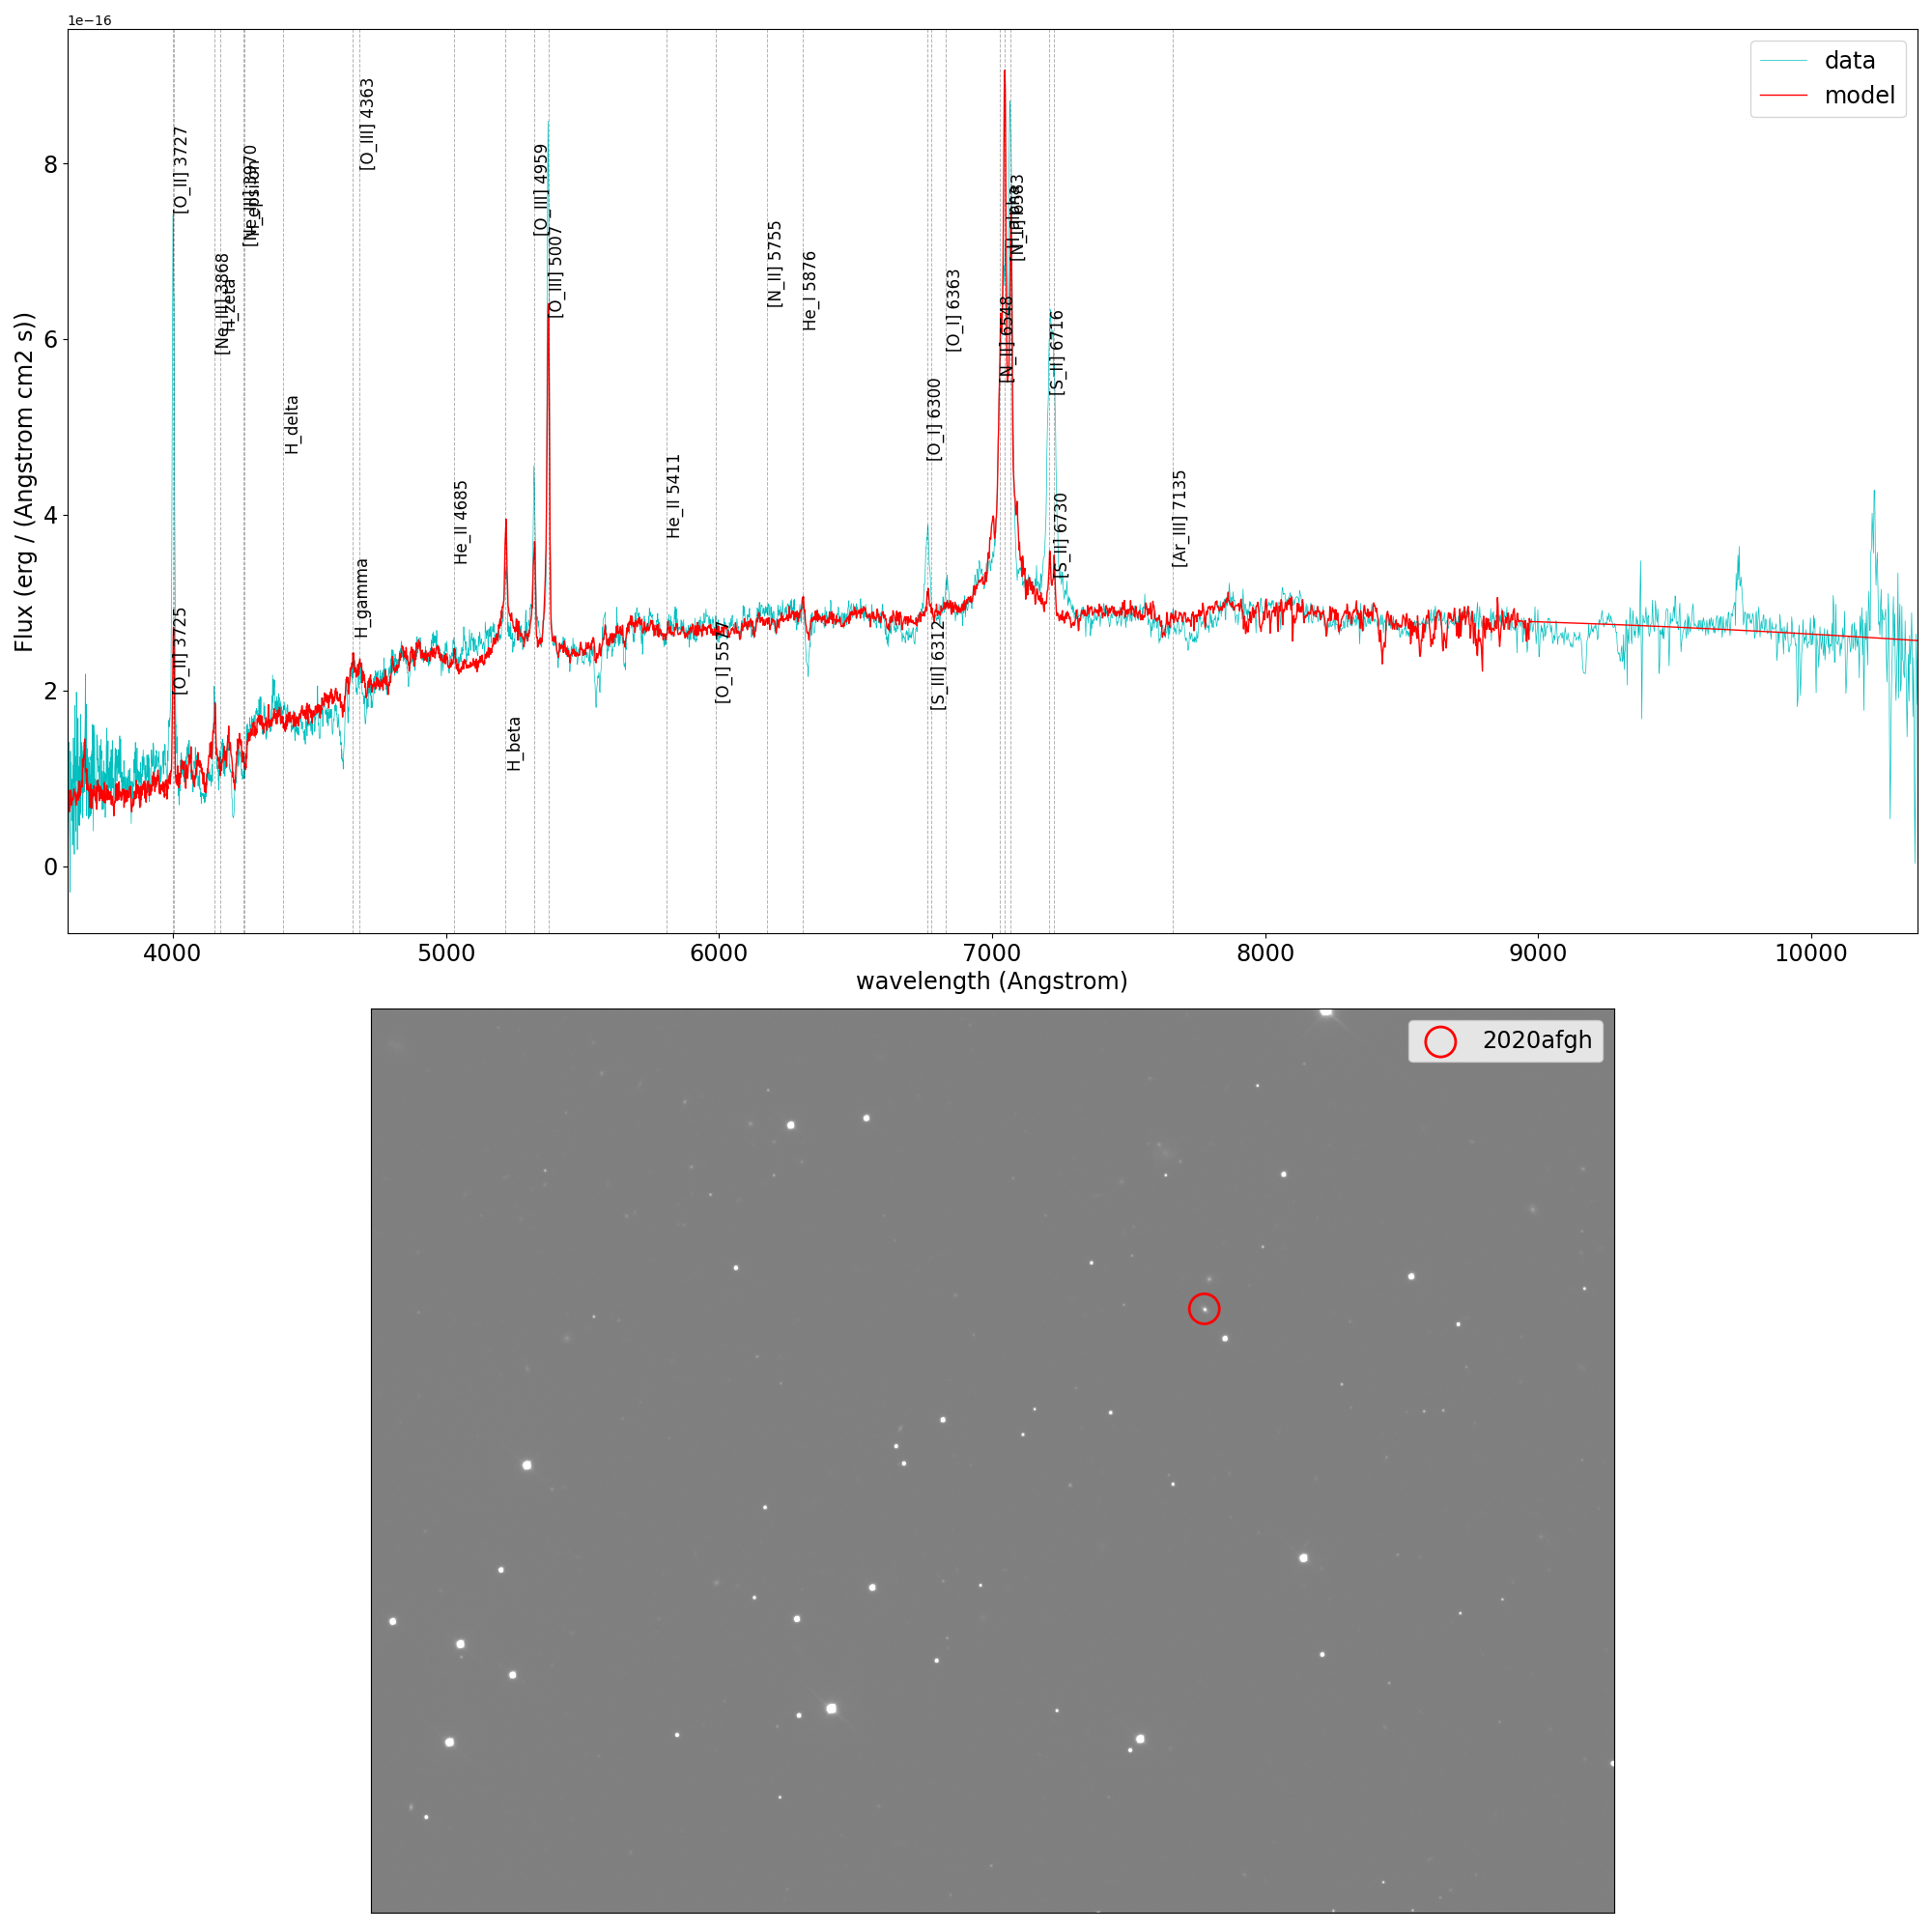 1e−16
data
model
[O_III] 4363
[O_II] 3727
[O_III] 4959
H_epsilon
[N_II] 6583
[O_III] 5007
[N_II] 5755
He_I 5876
[Ne_III] 3868
H_zeta
[O_I] 6363
[N_II] 6548
[S_II] 6716
[O_I] 6300
H_delta
He_II 5411
[Ar_III] 7135
He_II 4685
[S_II] 6730
H_gamma
[O_II] 3725
[O_I] 5577
[S_III] 6312
H_beta
Flux (erg / (Angstrom cm2 s))
8
6
4
2
0
4000 5000 6000 7000 8000 9000 10000
wavelength (Angstrom)
2020afgh